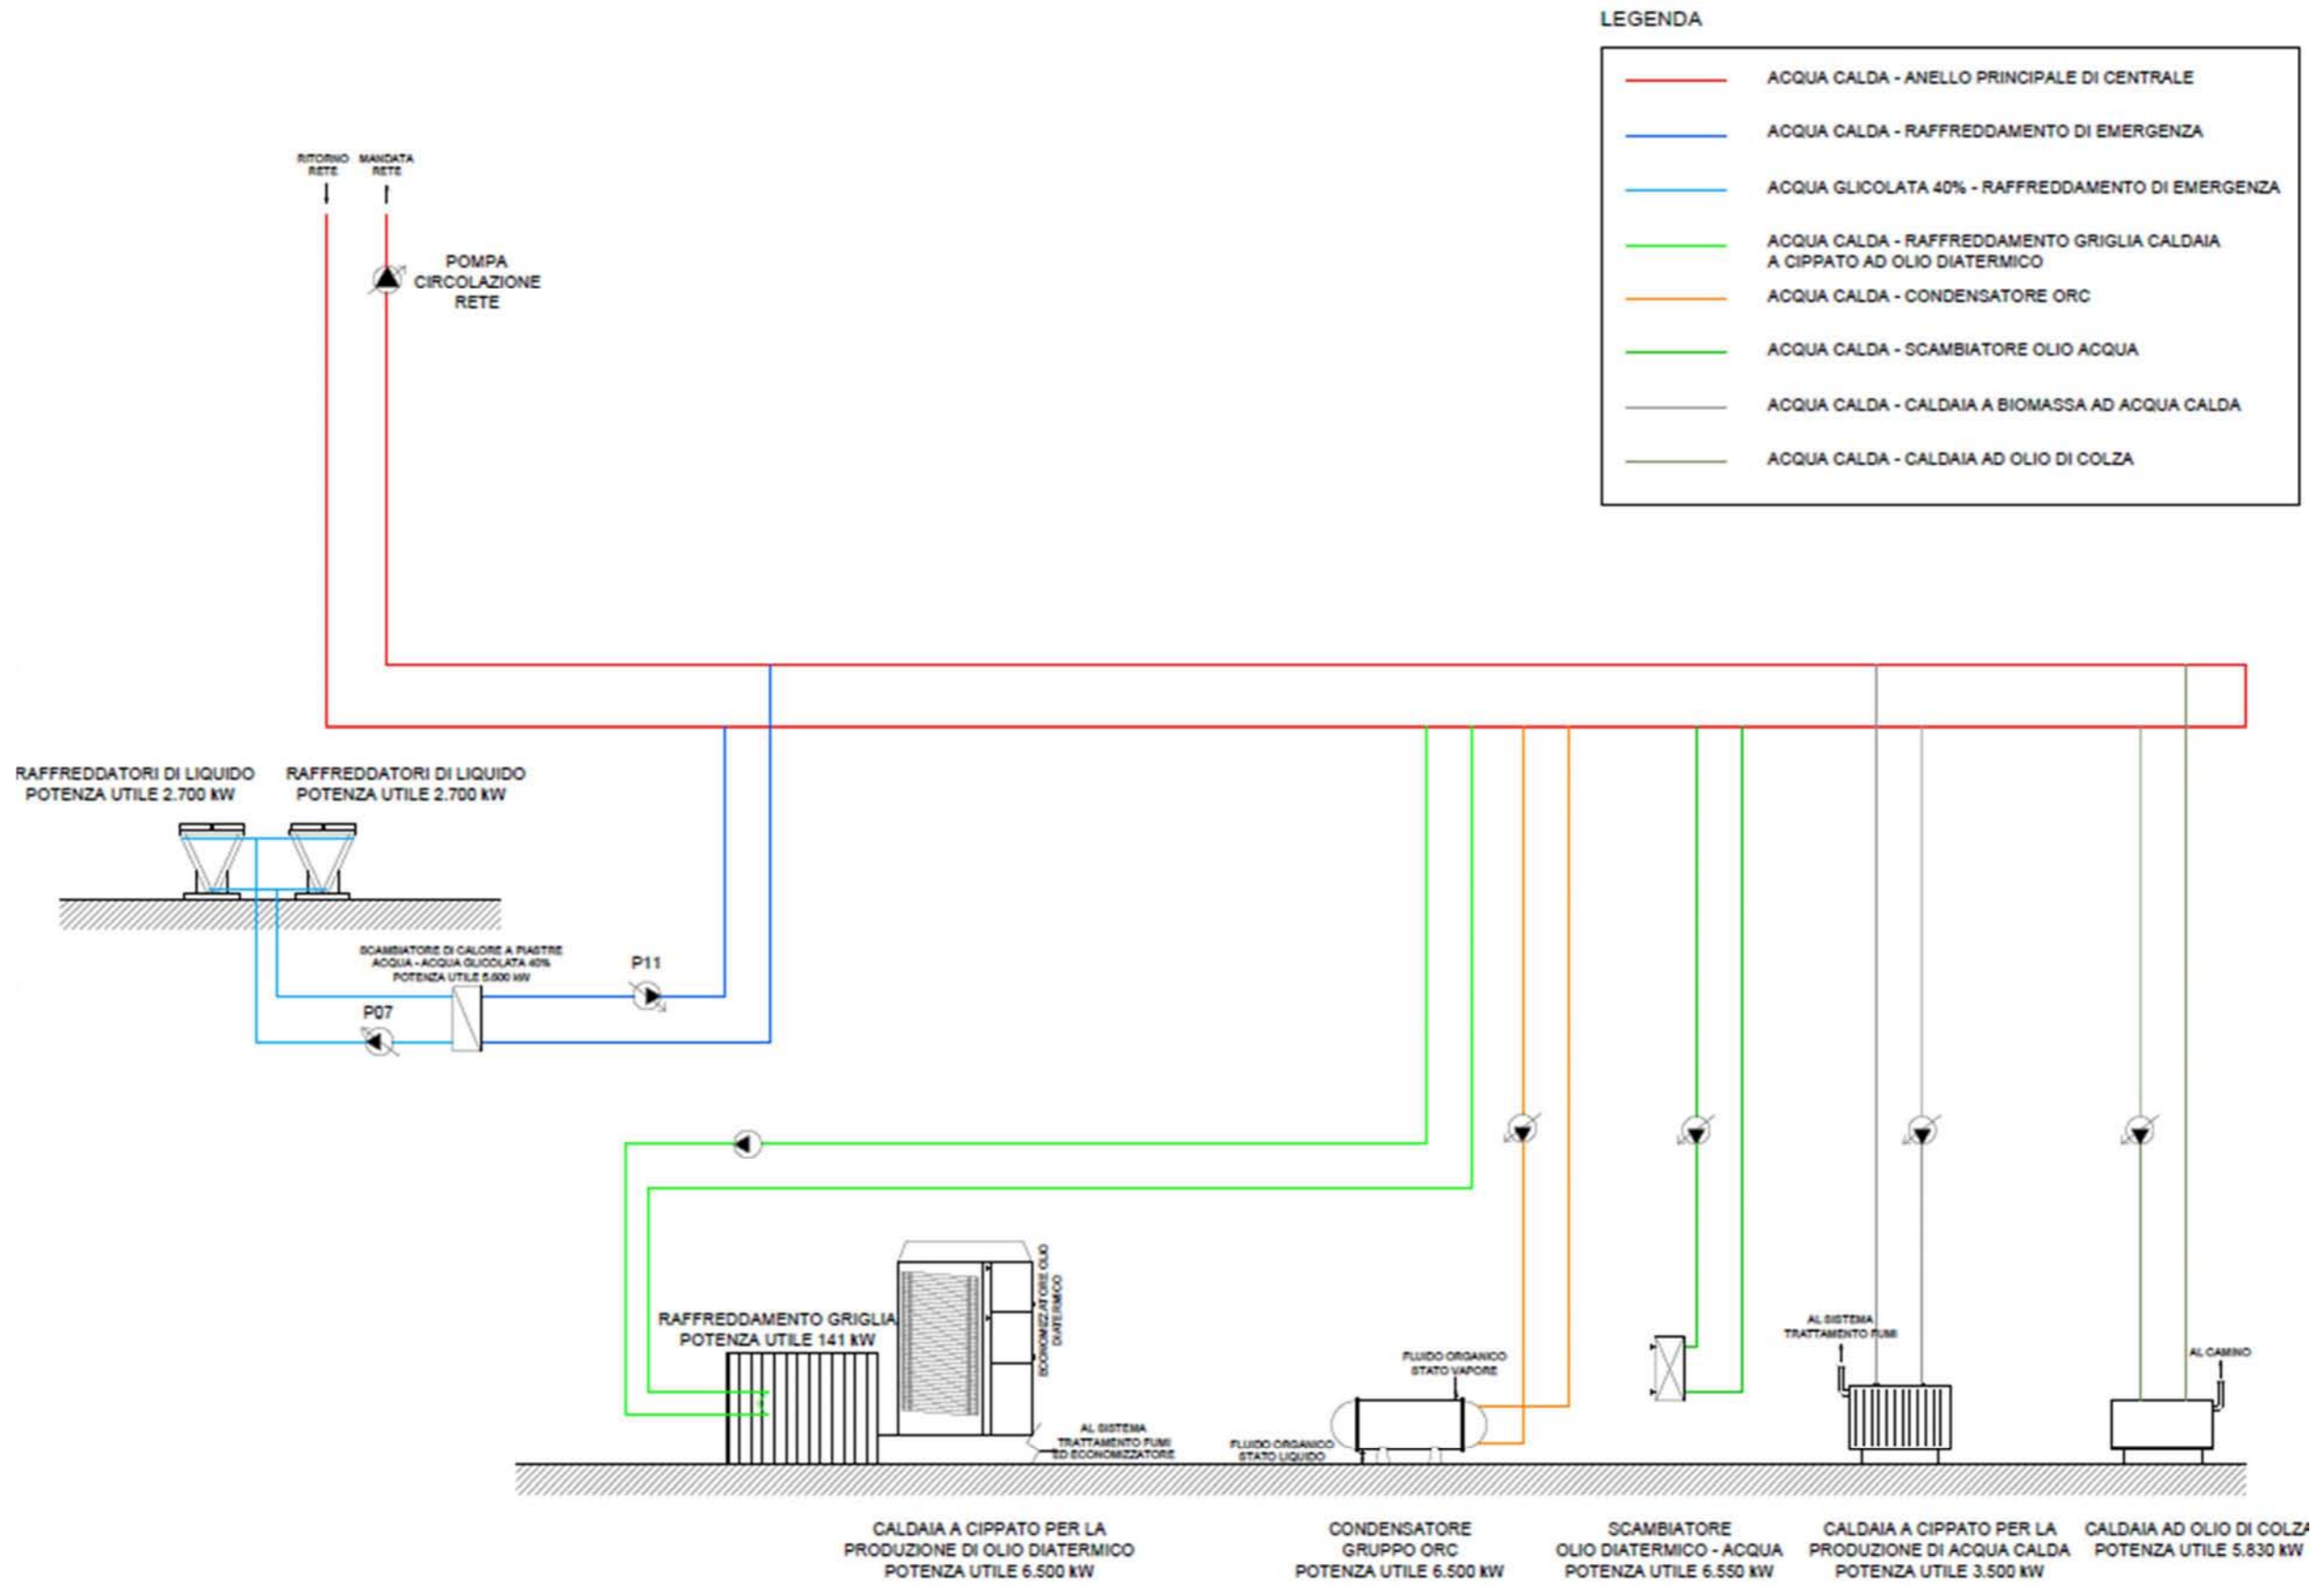 LEGENDA
ACQUA CALDA - ANELLO PRINCIPALE DI CENTRALE
ACQUA CALDA - RAFFREDDAMENTO DI EMERGENZA
ACQUA GLICOLATA 40% - RAFFREDDAMENTO DI EMERGENZA
ACQUA CALDA - RAFFREDDAMENTO GRIGLIA CALDAIA
A CIPPATO AD OLIO DIATERMICO
ACQUA CALDA - CONDENSATORE ORC
ACQUA CALDA - SCAMBIATORE OLIO ACQUA
ACQUA CALDA - CALDAIA A BIOMASSA AD ACQUA CALDA
ACQUA CALDA - CALDAIA AD OLIO DI COLZA
RITORNO
RETE
MANDATA
RETE
POMPA
CIRCOLAZIONE
RETE
RAFFREDDATORI DI LIQUIDO
POTENZA UTILE 2.700 kW
RAFFREDDATORI DI LIQUIDO
POTENZA UTILE 2.700 kW
SCAMBIATORE DI CALORE A PIASTRE
ACQUA - ACQUA GLICOLATA 40%
POTENZA UTILE 5.600 kW
P11
P07
RAFFREDDAMENTO GRIGLIA
POTENZA UTILE 141 kW
ECONOMIZZATORE OLIO
DIATERMICO
AL SISTEMA
TRATTAMENTO FUMI
ED ECONOMIZZATORE
FLUIDO ORGANICO
STATO VAPORE
FLUIDO ORGANICO
STATO LIQUIDO
AL SISTEMA
TRATTAMENTO FUMI
AL CAMINO
CALDAIA A CIPPATO PER LA
PRODUZIONE DI OLIO DIATERMICO
POTENZA UTILE 6.500 kW
CONDENSATORE
GRUPPO ORC
POTENZA UTILE 6.500 kW
SCAMBIATORE
OLIO DIATERMICO - ACQUA
POTENZA UTILE 6.550 kW
CALDAIA A CIPPATO PER LA
PRODUZIONE DI ACQUA CALDA
POTENZA UTILE 3.500 kW
CALDAIA AD OLIO DI COLZA
POTENZA UTILE 5.830 kW